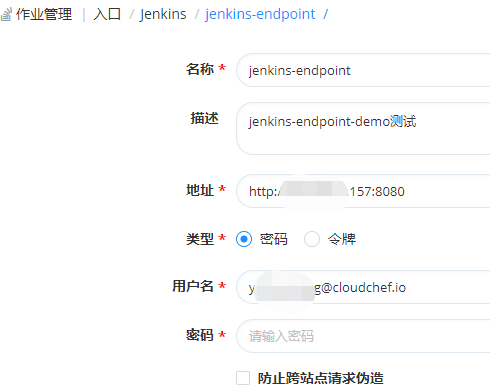 作业管理 | 入口 / Jenkins / jenkins-endpoint /
名称 * jenkins-endpoint
描述 jenkins-endpoint-demo测试
地址 * http:/ 157:8080
类型 * 密码 令牌
用户名 * y g@cloudchef.io
密码 * 请输入密码
防止跨站点请求伪造